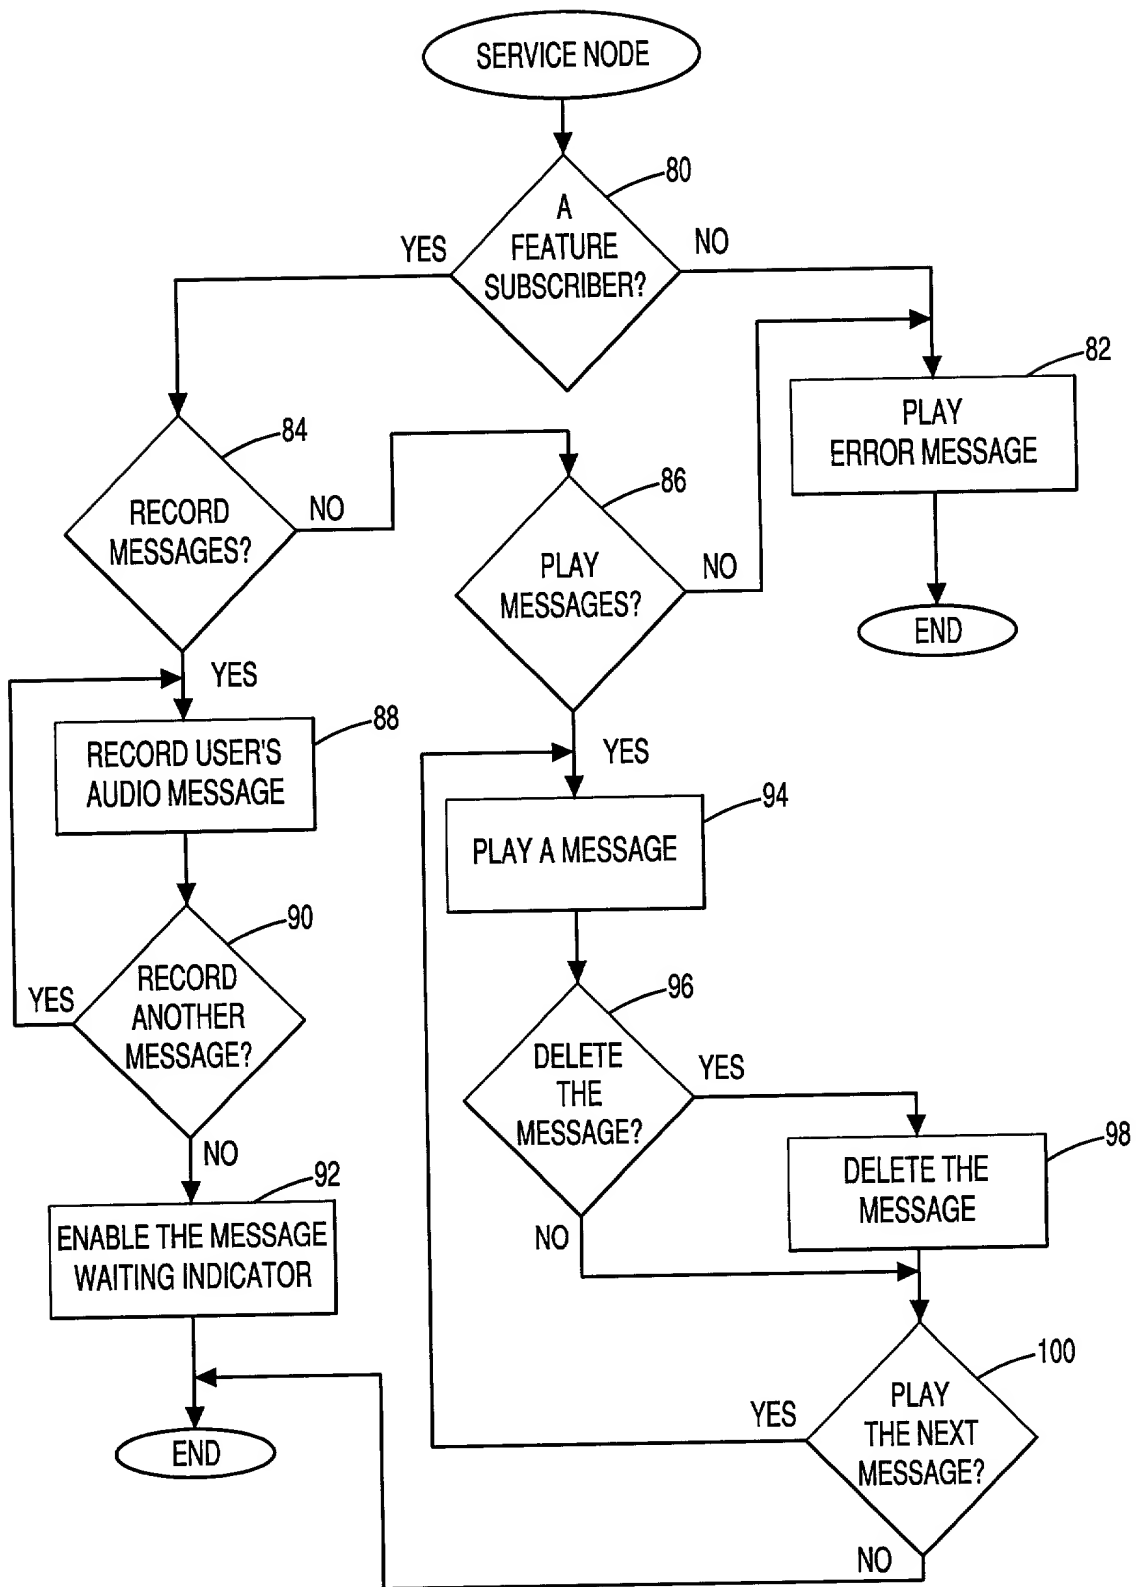 SERVICE NODE
80
A
FEATURE
SUBSCRIBER?
YES
NO
82
PLAY
ERROR MESSAGE
END
84
RECORD
MESSAGES?
NO
YES
86
PLAY
MESSAGES?
NO
YES
88
RECORD USER'S
AUDIO MESSAGE
90
RECORD
ANOTHER
MESSAGE?
YES
NO
92
ENABLE THE MESSAGE
WAITING INDICATOR
END
94
PLAY A MESSAGE
96
DELETE
THE
MESSAGE?
YES
NO
98
DELETE THE
MESSAGE
100
PLAY
THE NEXT
MESSAGE?
YES
NO